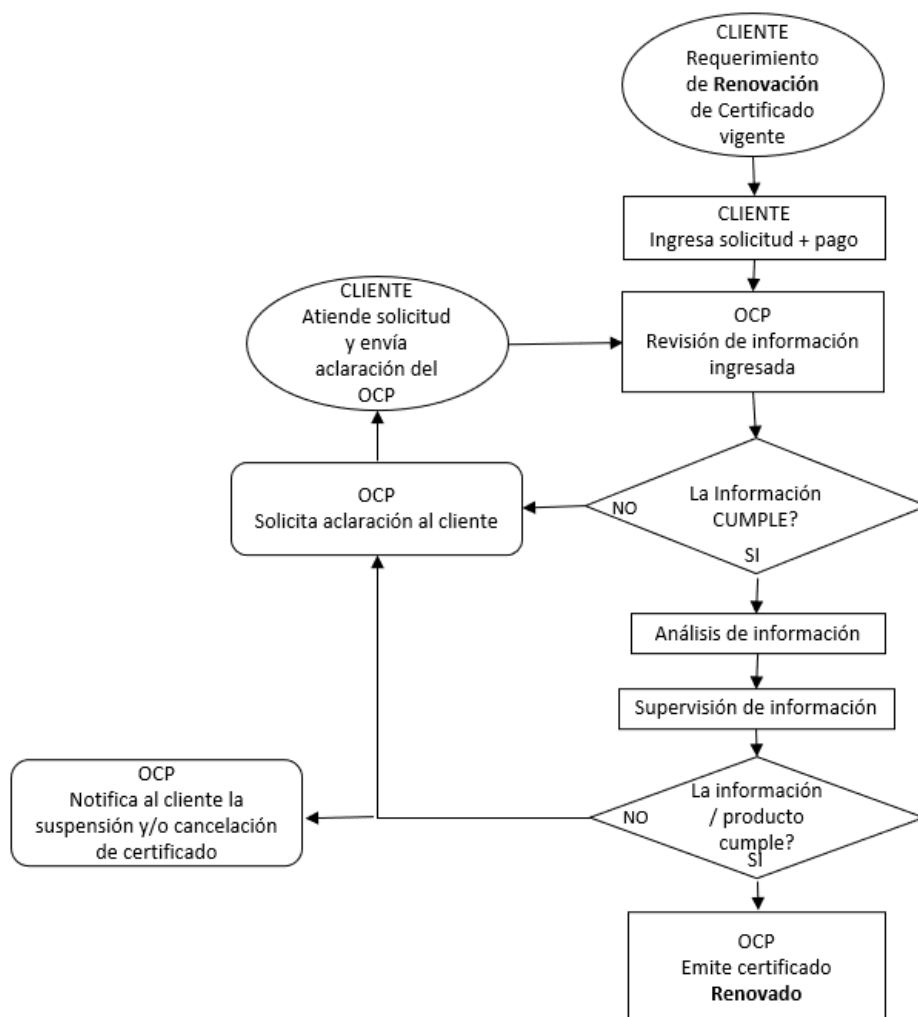 CLIENTE
Requerimiento
de Renovación
de Certificado
vigente
CLIENTE
Ingresa solicitud + pago
CLIENTE
Atiende solicitud
y envía
aclaración del
OCP
OCP
Revisión de información
ingresada
OCP
Solicita aclaración al cliente
NO
La Información
CUMPLE?
SI
Análisis de información
Supervisión de información
OCP
Notifica al cliente la
suspensión y/o cancelación
de certificado
NO
La información
/ producto
cumple?
SI
OCP
Emite certificado
Renovado